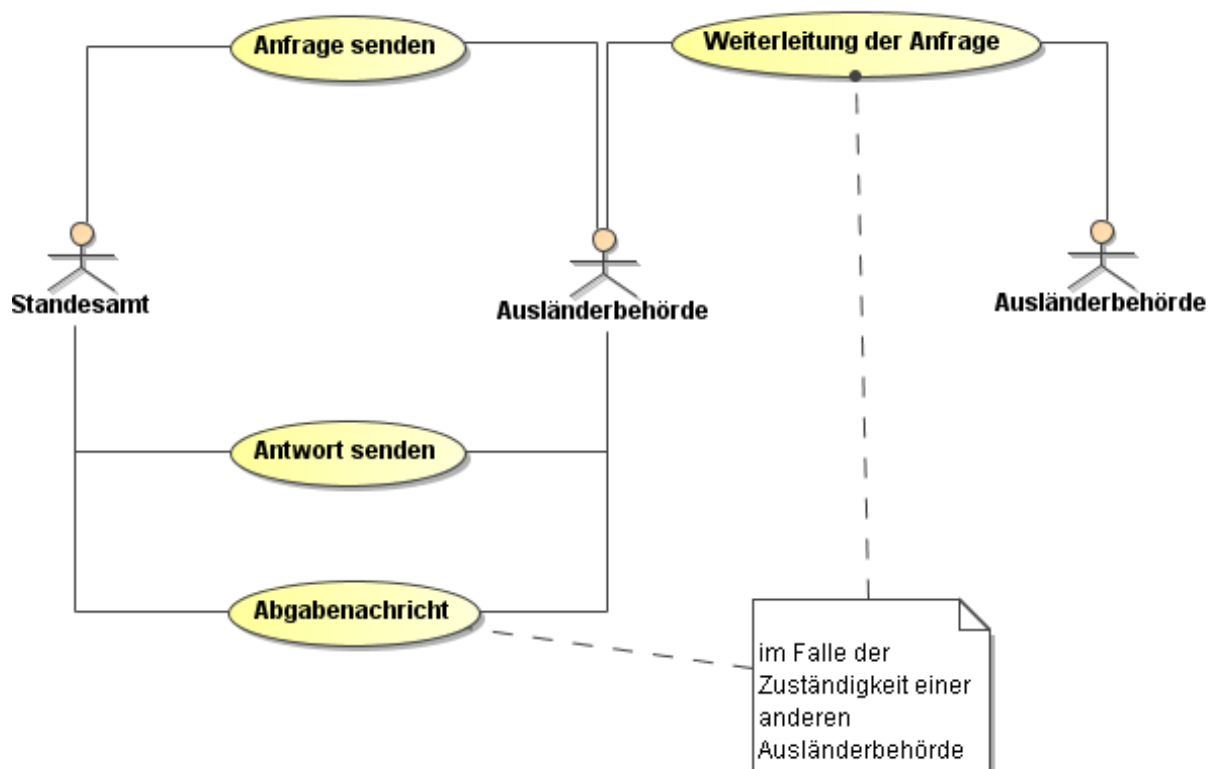 Anfrage senden
Weiterleitung der Anfrage
Standesamt
Ausländerbehörde
Ausländerbehörde
Antwort senden
Abgabenachricht
im Falle der
Zuständigkeit einer
anderen
Ausländerbehörde